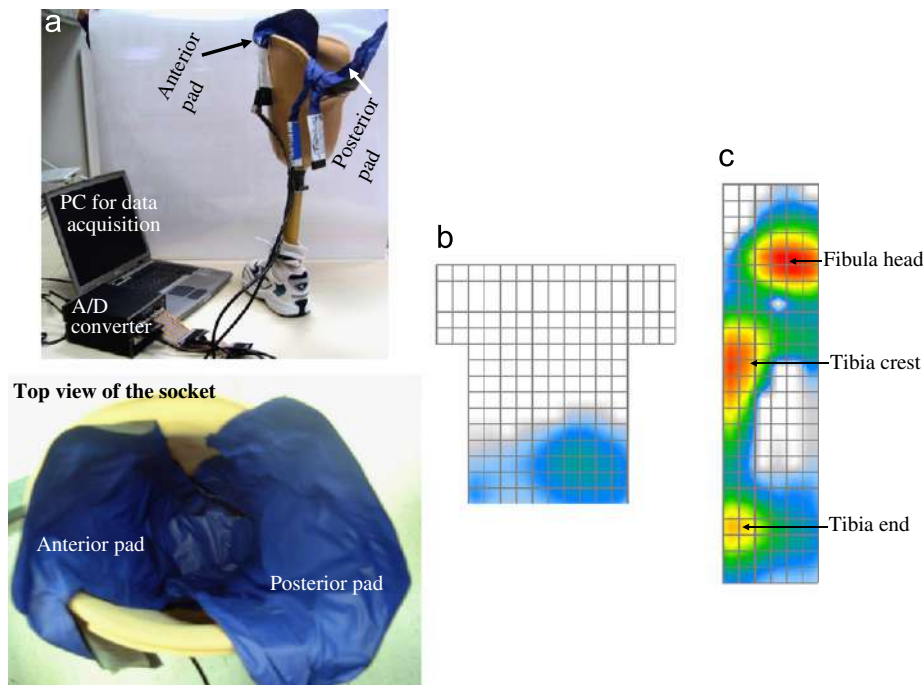 a
Anterior
pad
Posterior
pad
PC for data
acquisition
A/D
converter
Top view of the socket
Anterior pad
Posterior pad
b
c
Fibula head
Tibia crest
Tibia end